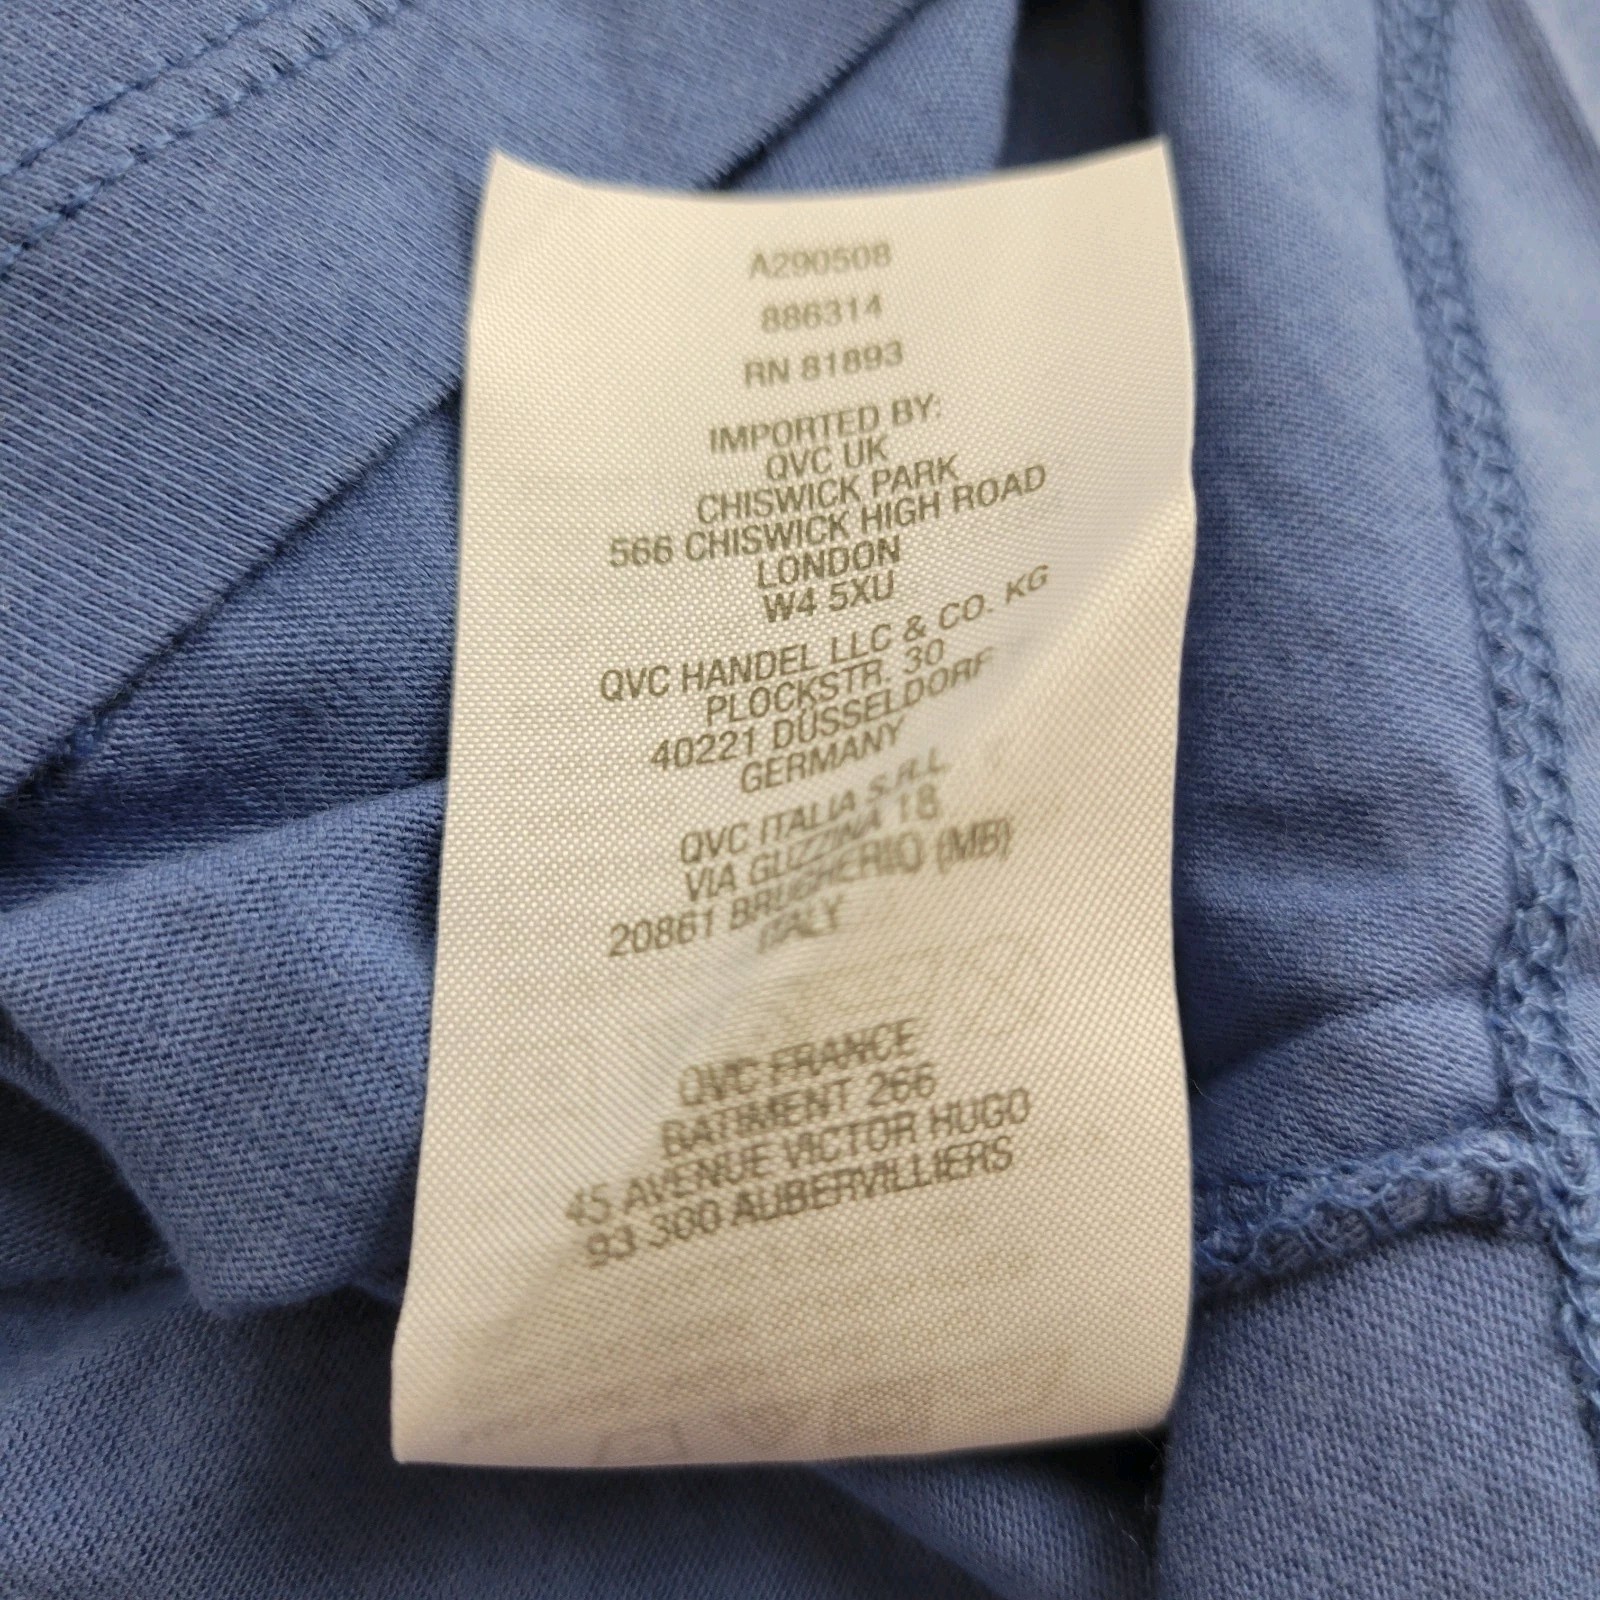 A290508
886314
RN 81893
IMPORTED BY:
QVC UK
CHISWICK PARK
566 CHISWICK HIGH ROAD
LONDON
W4 5XU
QVC HANDEL LLC & CO. KG
PLOCKSTR. 30
40221 DÜSSELDORF
GERMANY
QVC ITALIA S.R.L
VIA GUZZINA 18
20861 BRUGHERIO (MB)
ITALY
QVC FRANCE
BATIMENT 266
45 AVENUE VICTOR HUGO
93 300 AUBERVILLIERS